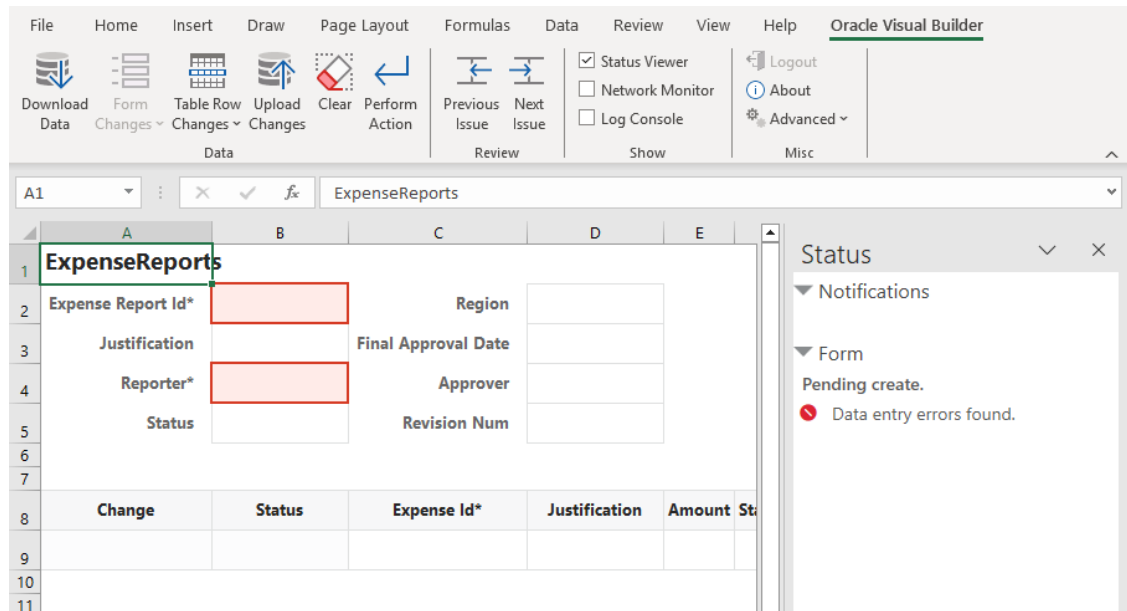 File Home Insert Draw Page Layout Formulas Data Review View Help Oracle Visual Builder
Download Data
Form Changes
Table Row Changes
Upload Changes
Clear
Perform Action
Previous Issue
Next Issue
Status Viewer
Network Monitor
Log Console
Logout
About
Advanced
Data Review Show Misc
A1 fx ExpenseReports
A B C D E
1 ExpenseReports
2 Expense Report Id* Region
3 Justification Final Approval Date
4 Reporter* Approver
5 Status Revision Num
6
7
8 Change Status Expense Id* Justification Amount Sta
9
10
11
Status
Notifications
Form
Pending create.
Data entry errors found.